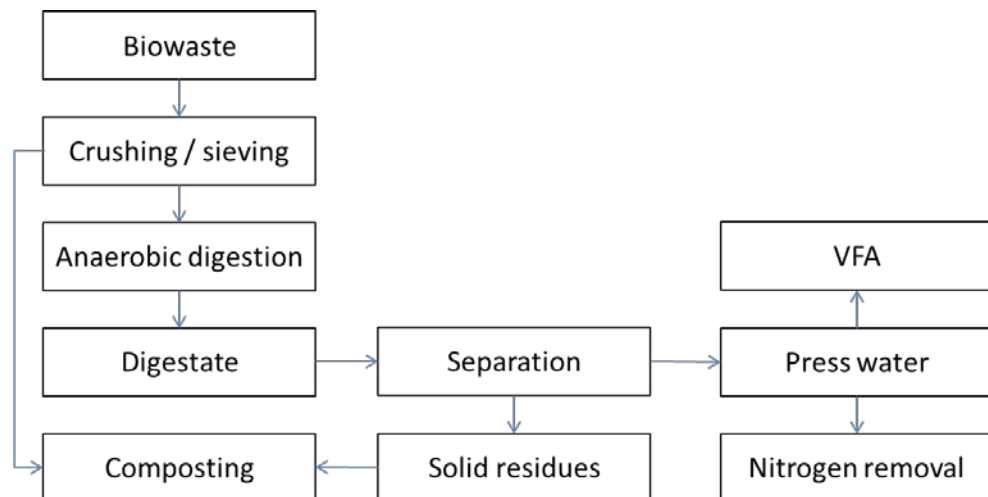 Biowaste
Crushing / sieving
Anaerobic digestion
VFA
Digestate
Separation
Press water
Composting
Solid residues
Nitrogen removal